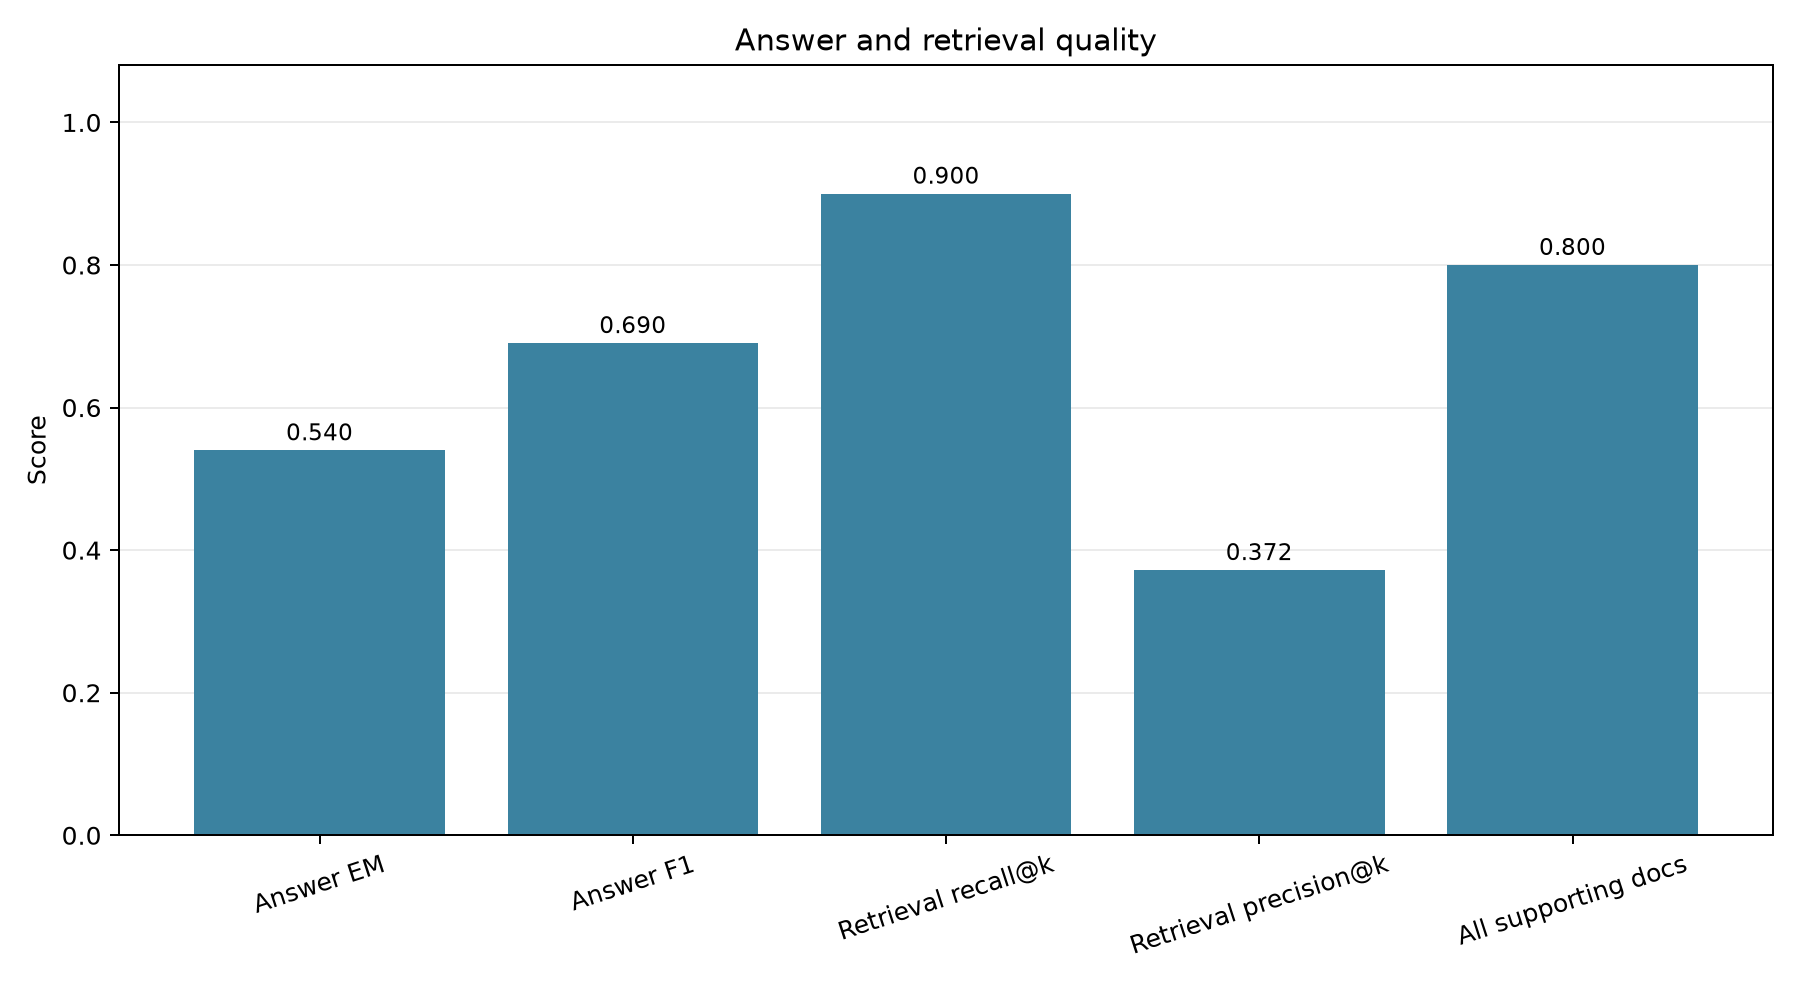 Answer and retrieval quality
Score
1.0
0.8
0.6
0.4
0.2
0.0
0.540
0.690
0.900
0.372
0.800
Answer EM
Answer F1
Retrieval recall@k
Retrieval precision@k
All supporting docs